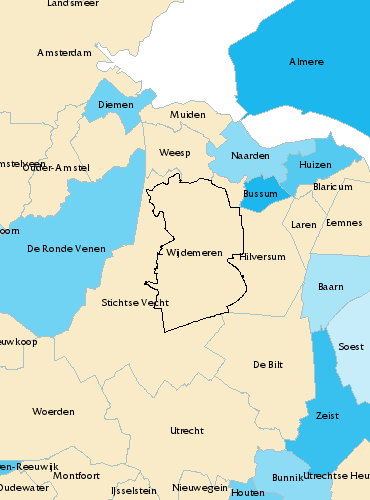 Landsmeer
Amsterdam
Almere
Diemen
Muiden
Weesp
Naarden
Huizen
mstelveen
Ouder-Amstel
Bussum
Blaricum
Laren
Eemnes
oorn
De Ronde Venen
Wijdemeren
Hilversum
Baarn
Stichtse Vecht
euwkoop
Soest
De Bilt
Woerden
Zeist
Utrecht
en-Reeuwijk
Montfoort
Bunnik
Utrechtse Heu
Oudewater
IJsselstein
Nieuwegein
Houten